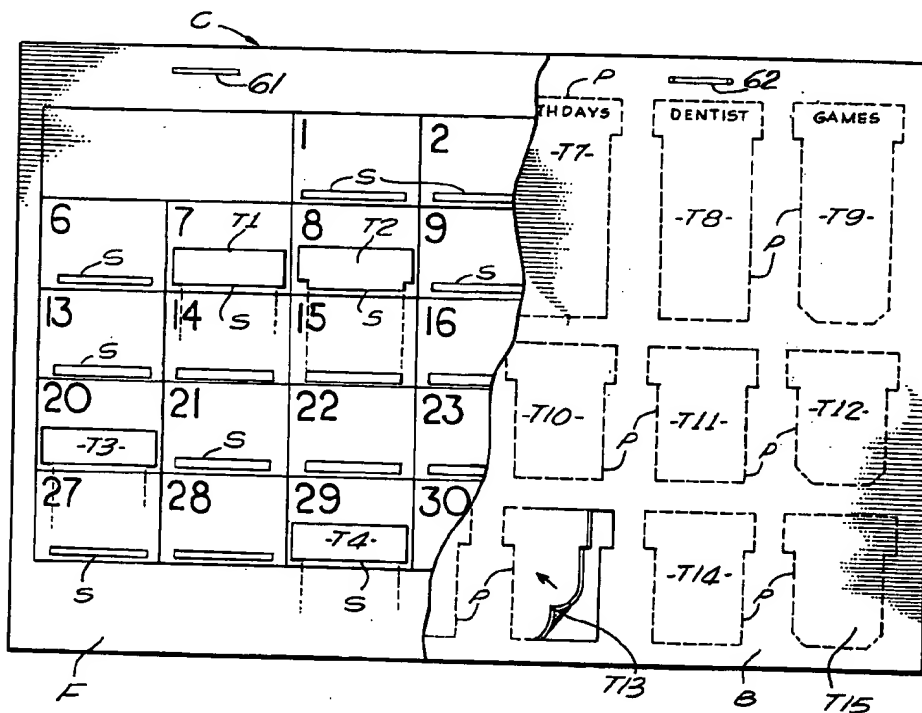 C
61
P
62
THDAYS
DENTIST
GAMES
-T7-
-T8-
-T9-
P
1
2
S
6
7
T1
8
T2
9
S
S
S
S
13
14
15
16
S
20
21
22
23
-T3-
S
-T10-
-T11-
-T12-
P
P
27
28
29
30
-T4-
S
S
P
-T14-
P
F
T13
B
T15